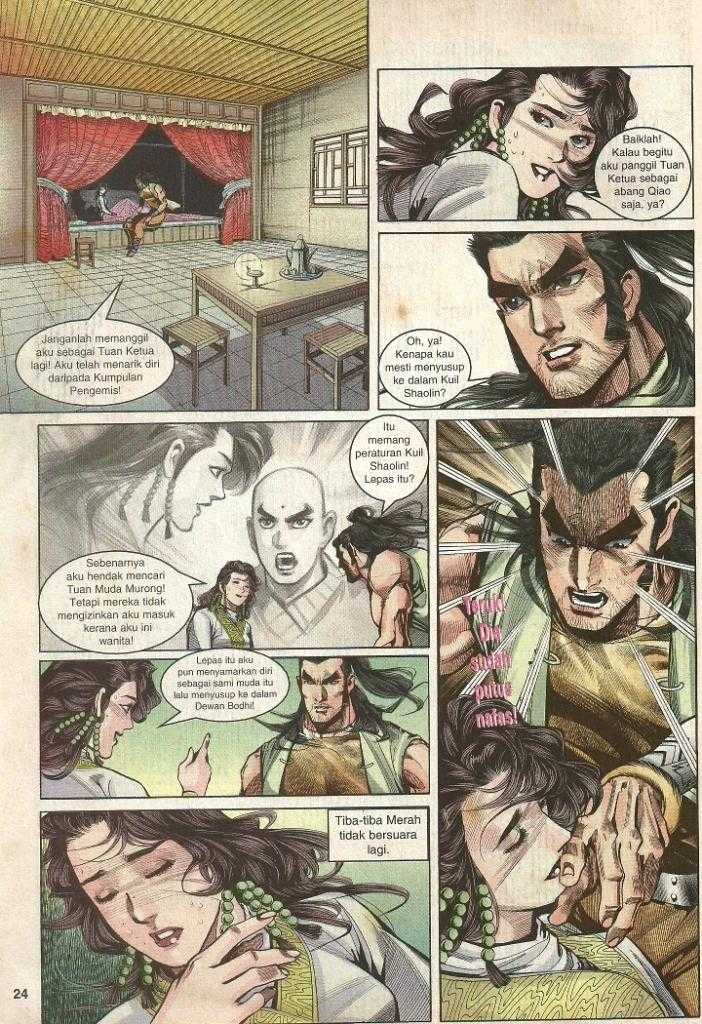 Janganlah memanggil
aku sebagai Tuan Ketua
lagi! Aku telah menarik diri
daripada Kumpulan
Pengemis!
Baiklah!
Kalau begitu
aku panggil Tuan
Ketua sebagai
abang Qiao
saja, ya?
Oh, ya!
Kenapa kau
mesti menyusup
ke dalam Kuil
Shaolin?
Sebenarnya
aku hendak mencari
Tuan Muda Murong!
Tetapi mereka tidak
mengizinkan aku masuk
kerana aku ini
wanita!
Itu
memang
peraturan Kuil
Shaolin!
Lepas itu?
Lepas itu aku
pun menyamarkan diri
sebagai sami muda itu
lalu menyusup ke dalam
Dewan Bodhi!
Tiba-tiba Merah
tidak bersuara
lagi.
Teruk!
Dia
sudah
putus
nafas!
24